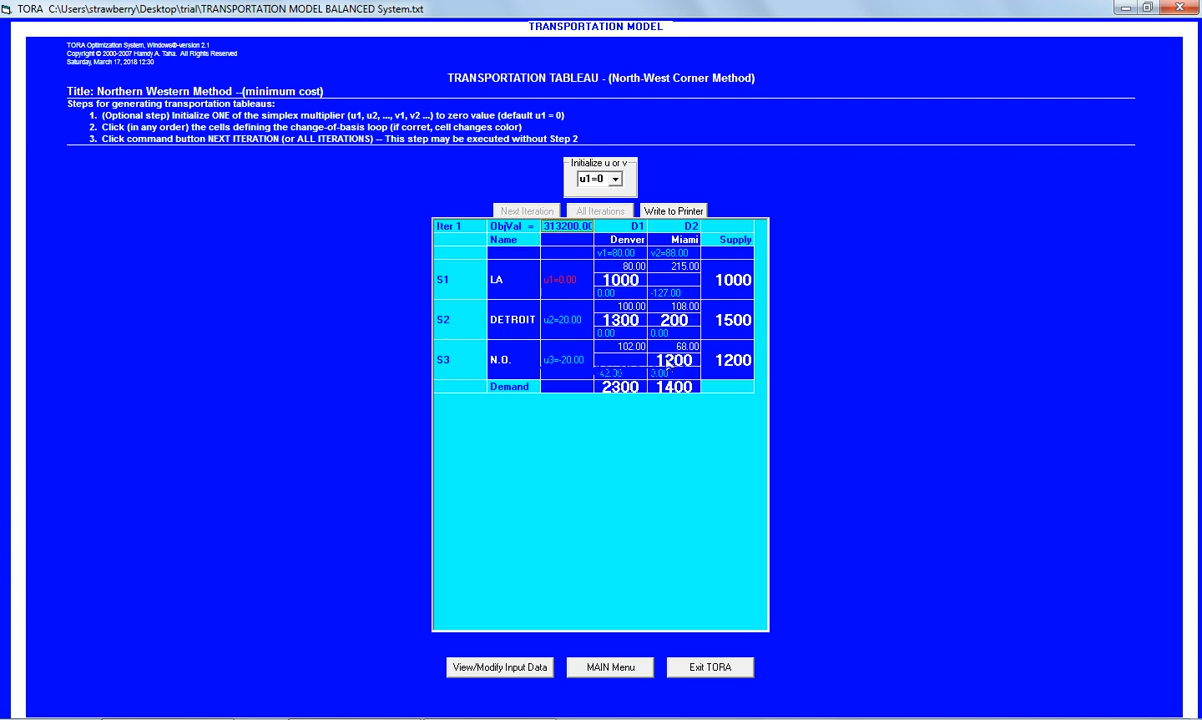 TORA C:\Users\strawberry\Desktop\trial\TRANSPORTATION MODEL BALANCED System.txt
TRANSPORTATION MODEL
TORA Optimization System, Windows®-version 2.1
Copyright © 2000-2007 Hamdy A. Taha. All Rights Reserved
Saturday, March 17, 2018 12:30
TRANSPORTATION TABLEAU - (North-West Corner Method)
Title: Northern Western Method --(minimum cost)
Steps for generating transportation tableaus:
1. (Optional step) Initialize ONE of the simplex multiplier (u1, u2, ..., v1, v2 ...) to zero value (default u1 = 0)
2. Click (in any order) the cells defining the change-of-basis loop (if corret, cell changes color)
3. Click command button NEXT ITERATION (or ALL ITERATIONS) -- This step may be executed without Step 2
Initialize u or v
u1=0
Next Iteration All Iterations Write to Printer
Iter 1 ObjVal = 313200.00 D1 D2
Name Denver Miami Supply
v1=80.00 v2=88.00
80.00 215.00
S1 LA u1=0.00 1000 1000
0.00 -127.00
100.00 108.00
S2 DETROIT u2=20.00 1300 200 1500
0.00 0.00
102.00 68.00
S3 N.O. u3=-20.00 1200 1200
-42.00 0.00
Demand 2300 1400
View/Modify Input Data MAIN Menu Exit TORA